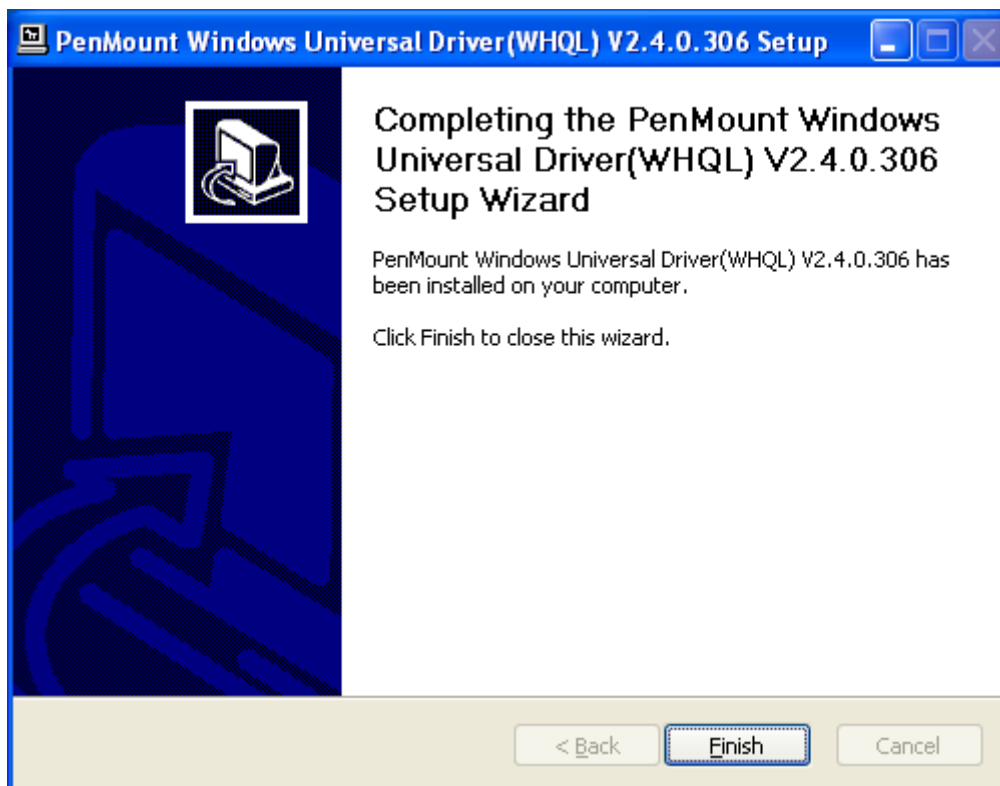 PenMount Windows Universal Driver(WHQL) V2.4.0.306 Setup
Completing the PenMount Windows
Universal Driver(WHQL) V2.4.0.306
Setup Wizard
PenMount Windows Universal Driver(WHQL) V2.4.0.306 has
been installed on your computer.
Click Finish to close this wizard.
< Back
Finish
Cancel